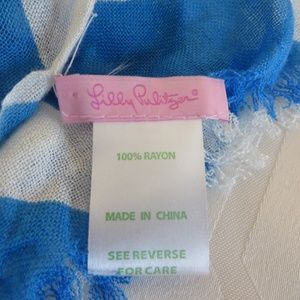 Lilly Pulitzer®
100% RAYON
MADE IN CHINA
SEE REVERSE
FOR CARE